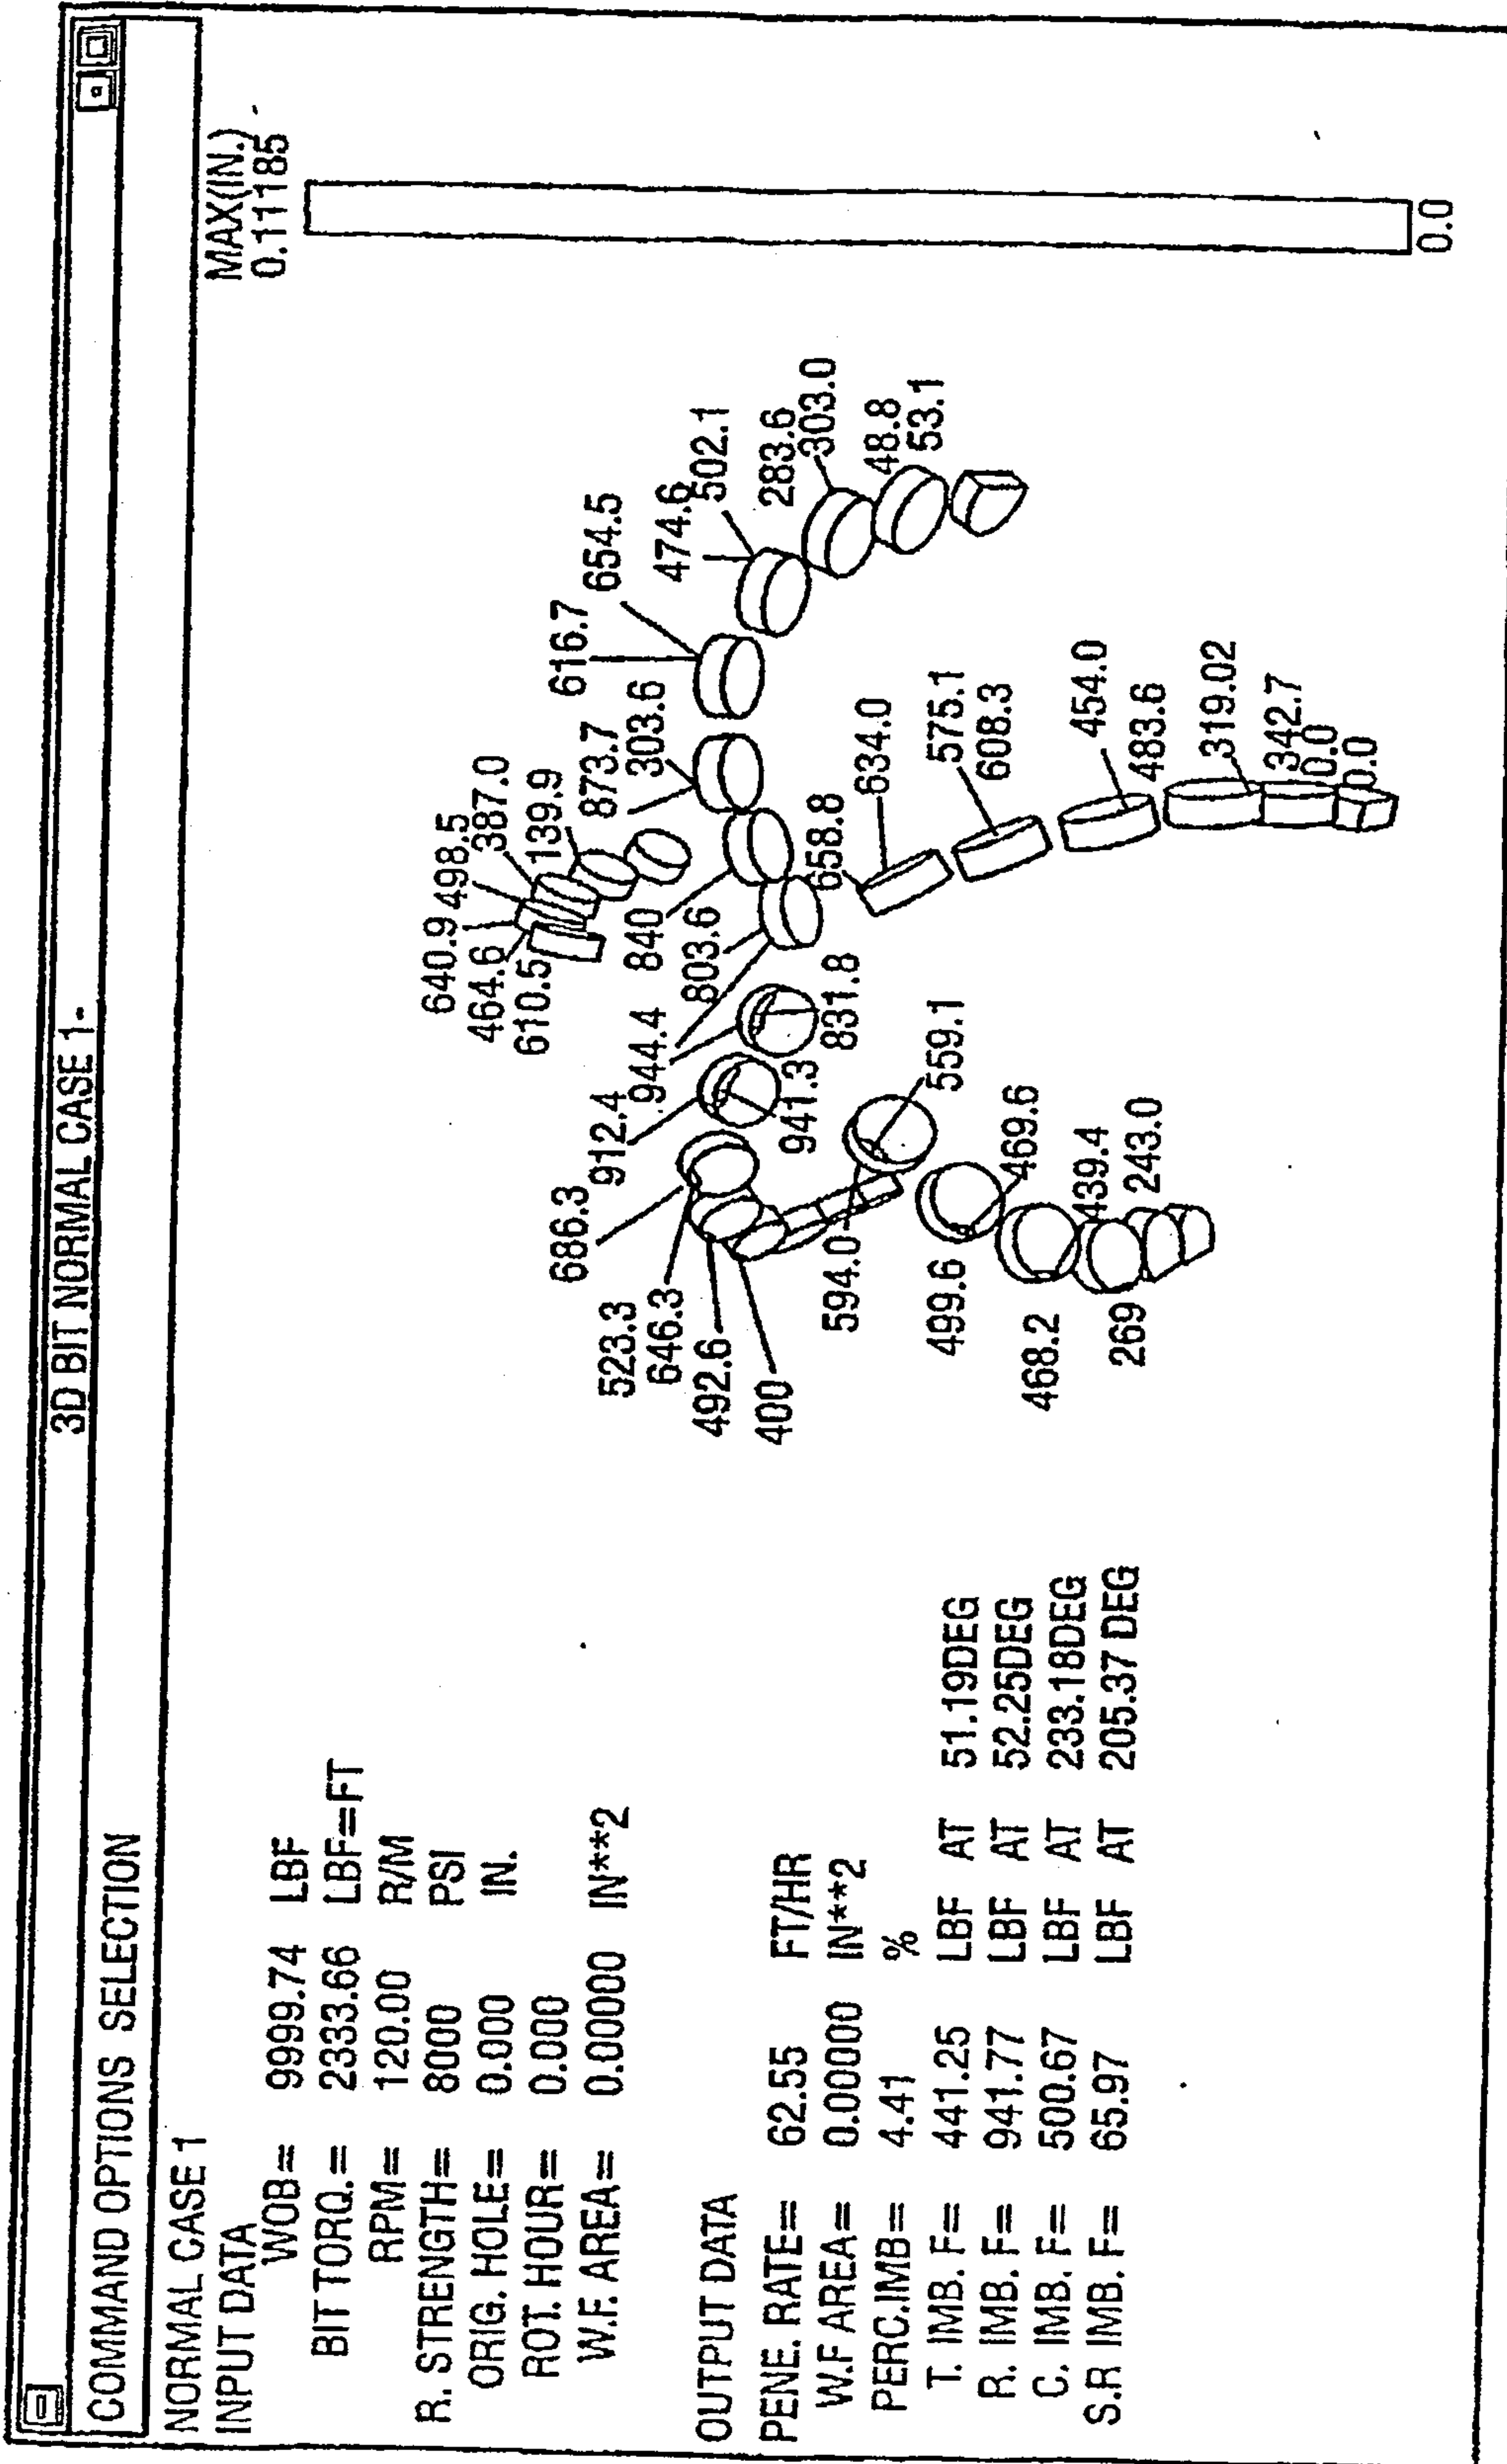 3D BIT NORMAL CASE 1-
COMMAND OPTIONS SELECTION
NORMAL CASE 1
INPUT DATA
WOB= 9999.74 LBF
BIT TORQ.= 2333.66 LBF=FT
RPM= 120.00 R/M
R. STRENGTH= 8000 PSI
ORIG. HOLE= 0.000 IN.
ROT. HOUR= 0.000
W.F. AREA= 0.00000 IN**2
OUTPUT DATA
PENE. RATE= 62.55 FT/HR
W.F AREA= 0.00000 IN**2
PERC.IMB= 4.41 %
T. IMB. F= 441.25 LBF AT 51.19DEG
R. IMB. F= 941.77 LBF AT 52.25DEG
C. IMB. F= 500.67 LBF AT 233.18DEG
S.R IMB. F= 65.97 LBF AT 205.37 DEG
MAX(IN.)
0.11185
0.0
640.9
498.5
387.0
139.9
464.6
610.5
873.7
303.6
616.7
654.5
474.6
502.1
283.6
303.0
48.8
53.1
840
803.6
944.4
912.4
686.3
523.3
646.3
492.6
400
941.3
831.8
658.8
634.0
575.1
608.3
454.0
483.6
319.02
342.7
0.0
0.0
594.0
559.1
499.6
469.6
468.2
439.4
269
243.0